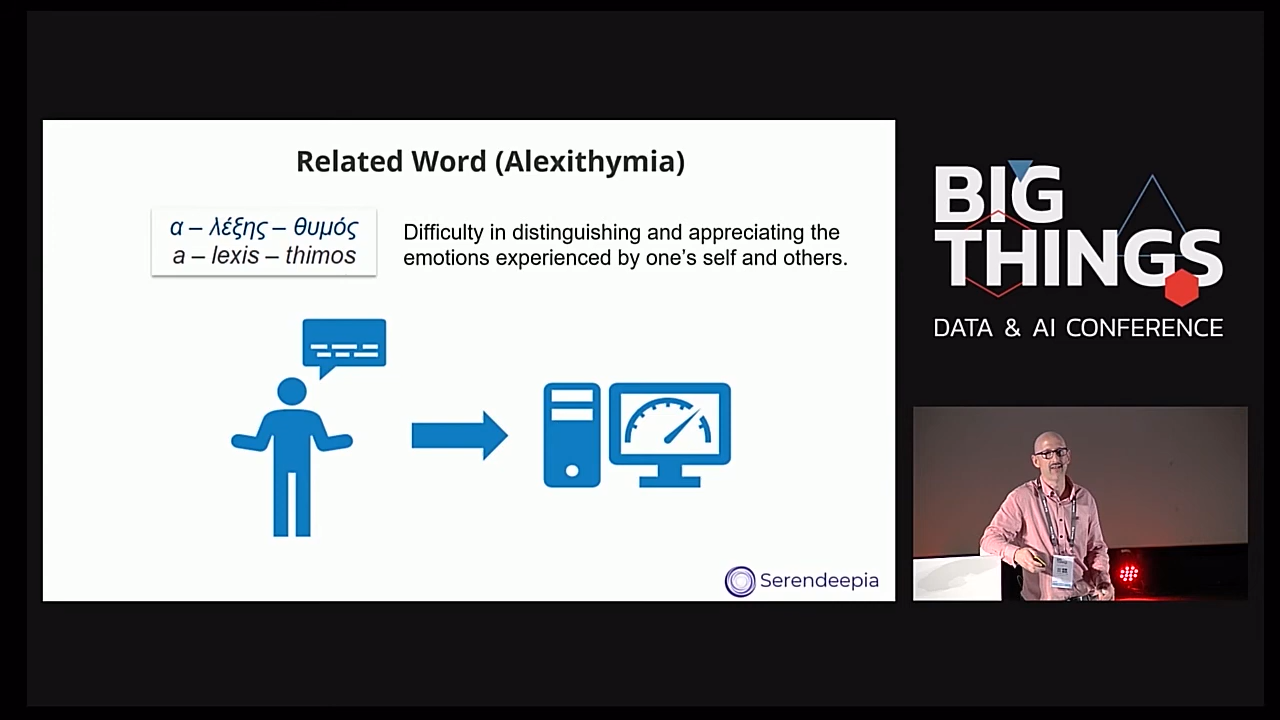 Related Word (Alexithymia)
α – λέξης – θυμός
a – lexis – thimos
Difficulty in distinguishing and appreciating the
emotions experienced by one’s self and others.
Serendeepia
BIG
THINGS
DATA & AI CONFERENCE